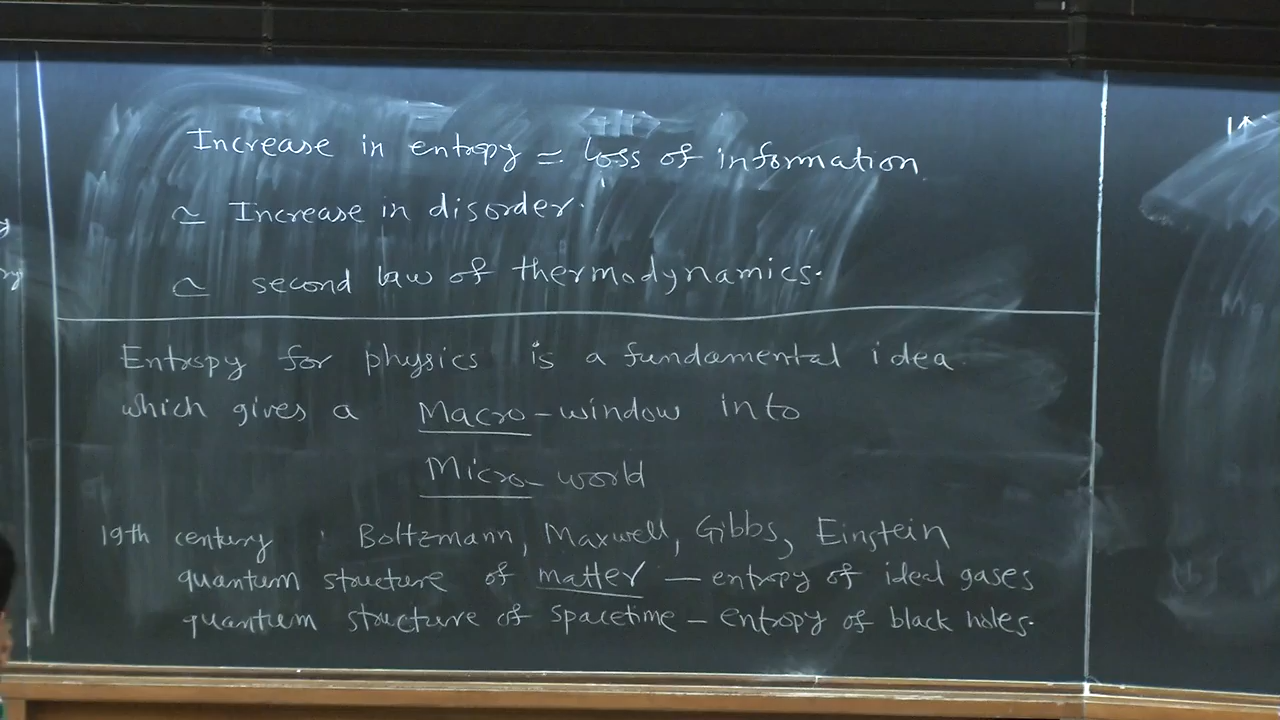 Increase in entropy ≃ loss of information.
≃ Increase in disorder.
≃ second law of thermodynamics.
Entropy for physics is a fundamental idea.
which gives a Macro-window into
Micro-world
19th century : Boltzmann, Maxwell, Gibbs, Einstein
quantum structure of matter — entropy of ideal gases
quantum structure of spacetime – entropy of black holes.